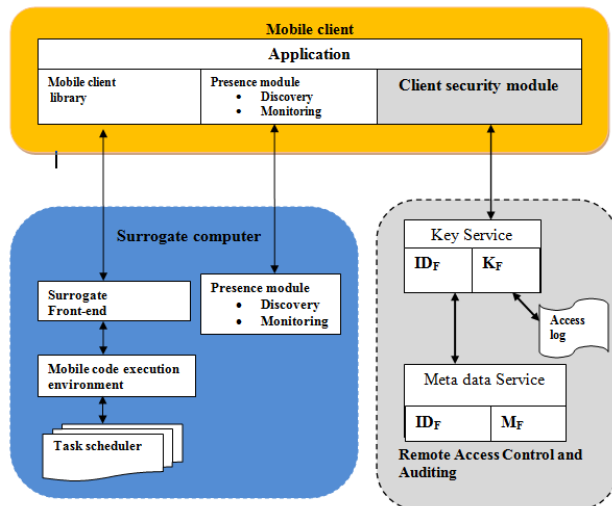 Mobile client
Application
Mobile client
library
Presence module
• Discovery
• Monitoring
Client security module
i
Surrogate computer
Surrogate
Front-end
Presence module
• Discovery
• Monitoring
Mobile code execution
environment
Task scheduler
Key Service
IDF
KF
Access
log
Meta data Service
IDF
MF
Remote Access Control and
Auditing